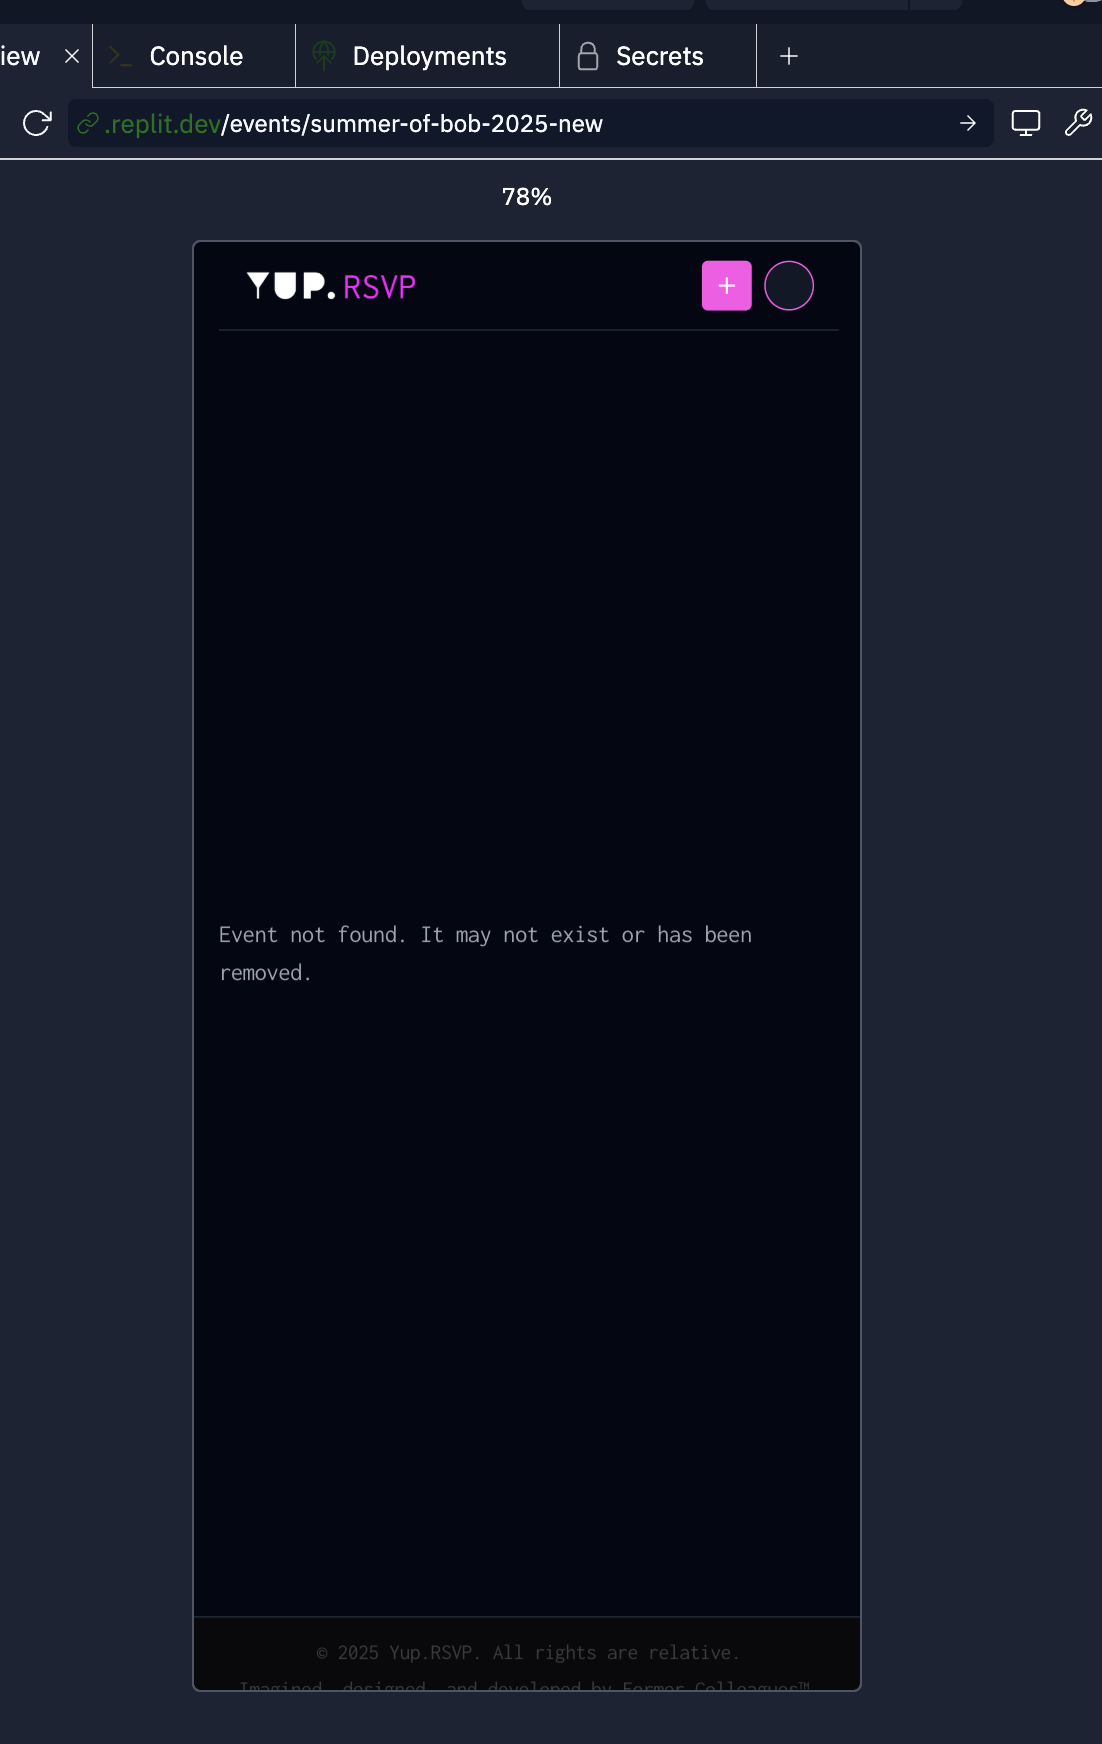 iew Console Deployments Secrets
.replit.dev/events/summer-of-bob-2025-new
78%
YUP. RSVP
Event not found. It may not exist or has been
removed.
© 2025 Yup.RSVP. All rights are relative.
Imagined, designed, and developed by Former Colleagues™